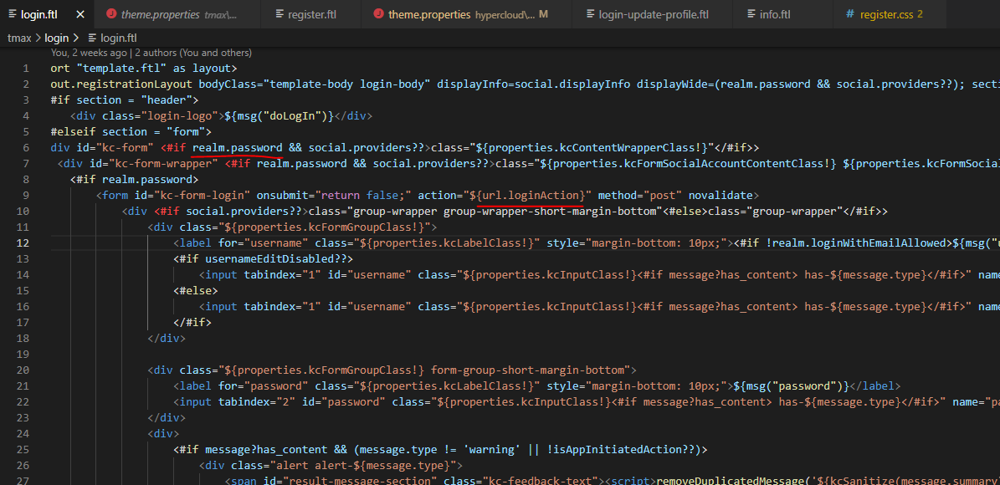 login.ftl × theme.properties tmax\... register.ftl theme.properties hypercloud\... M login-update-profile.ftl info.ftl # register.css 2
tmax > login > login.ftl
You, 2 weeks ago | 2 authors (You and others)
1 ort "template.ftl" as layout>
2 out.registrationLayout bodyClass="template-body login-body" displayInfo=social.displayInfo displayWide=(realm.password && social.providers??); secti
3 #if section = "header">
4 <div class="login-logo">${msg("doLogIn")}</div>
5 #elseif section = "form">
6 div id="kc-form" <#if realm.password && social.providers??>class="${properties.kcContentWrapperClass!}"</#if>>
7 <div id="kc-form-wrapper" <#if realm.password && social.providers??>class="${properties.kcFormSocialAccountContentClass!} ${properties.kcFormSocial
8 <#if realm.password>
9 <form id="kc-form-login" onsubmit="return false;" action="${url.loginAction}" method="post" novalidate>
10 <div <#if social.providers??>class="group-wrapper group-wrapper-short-margin-bottom"<#else>class="group-wrapper"</#if>>
11 <div class="${properties.kcFormGroupClass!}">
12 <label for="username" class="${properties.kcLabelClass!}" style="margin-bottom: 10px;"><#if !realm.loginWithEmailAllowed>${msg("u
13 <#if usernameEditDisabled??>
14 <input tabindex="1" id="username" class="${properties.kcInputClass!}<#if message?has_content> has-${message.type}</#if>" name
15 <#else>
16 <input tabindex="1" id="username" class="${properties.kcInputClass!}<#if message?has_content> has-${message.type}</#if>" name
17 </#if>
18 </div>
19
20 <div class="${properties.kcFormGroupClass!} form-group-short-margin-bottom">
21 <label for="password" class="${properties.kcLabelClass!}" style="margin-bottom: 10px;">${msg("password")}</label>
22 <input tabindex="2" id="password" class="${properties.kcInputClass!}<#if message?has_content> has-${message.type}</#if>" name="pa
23 </div>
24 <div>
25 <#if message?has_content && (message.type != 'warning' || !isAppInitiatedAction??)>
26 <div class="alert alert-${message.type}">
27 <span id="result-message-section" class="kc-feedback-text"><script>removeDuplicatedMessage('${kcSanitize(message.summary